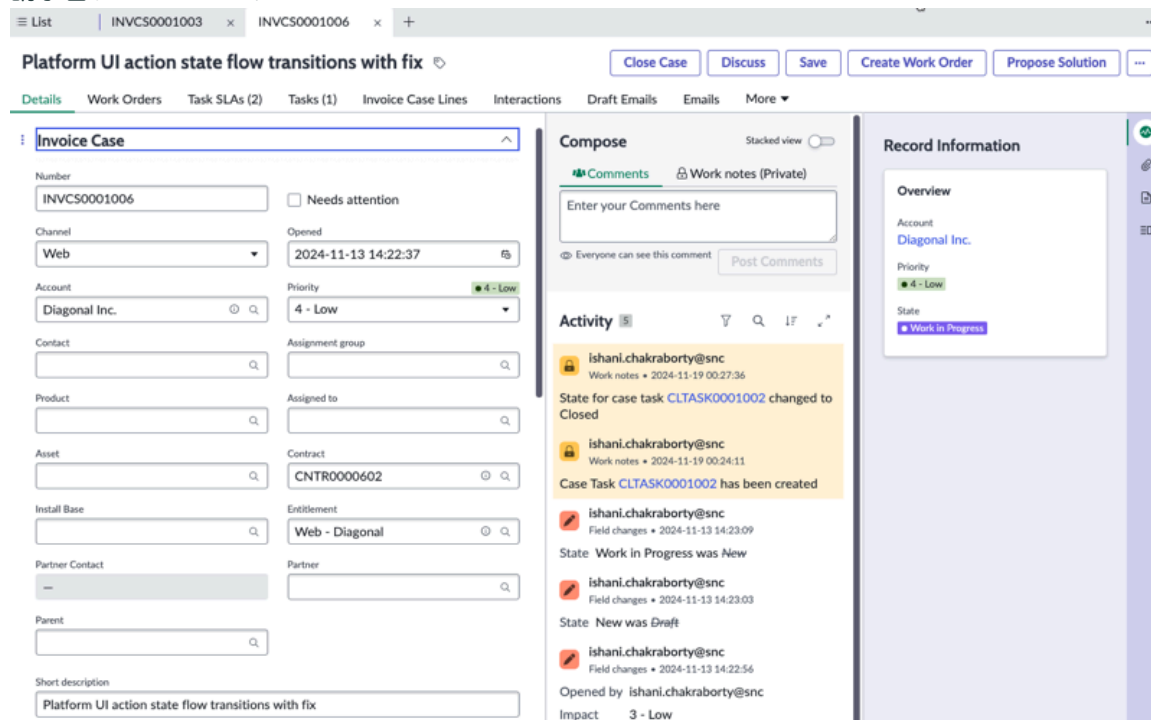 List
INVCS0001003
INVCS0001006
Platform UI action state flow transitions with fix
Close Case
Discuss
Save
Create Work Order
Propose Solution
Details
Work Orders
Task SLAs (2)
Tasks (1)
Invoice Case Lines
Interactions
Draft Emails
Emails
More
Invoice Case
Number
INVCS0001006
Needs attention
Channel
Web
Opened
2024-11-13 14:22:37
Account
Diagonal Inc.
Priority
4 - Low
4 - Low
Contact
Assignment group
Product
Assigned to
Asset
Contract
CNTR0000602
Install Base
Entitlement
Web - Diagonal
Partner Contact
—
Partner
Parent
Short description
Platform UI action state flow transitions with fix
Compose
Stacked view
Comments
Work notes (Private)
Enter your Comments here
Everyone can see this comment
Post Comments
Activity 5
ishani.chakraborty@snc
Work notes • 2024-11-19 00:27:36
State for case task CLTASK0001002 changed to
Closed
ishani.chakraborty@snc
Work notes • 2024-11-19 00:24:11
Case Task CLTASK0001002 has been created
ishani.chakraborty@snc
Field changes • 2024-11-13 14:23:09
State Work in Progress was New
ishani.chakraborty@snc
Field changes • 2024-11-13 14:23:03
State New was Draft
ishani.chakraborty@snc
Field changes • 2024-11-13 14:22:56
Opened by ishani.chakraborty@snc
Impact 3 - Low
Record Information
Overview
Account
Diagonal Inc.
Priority
4 - Low
State
Work in Progress